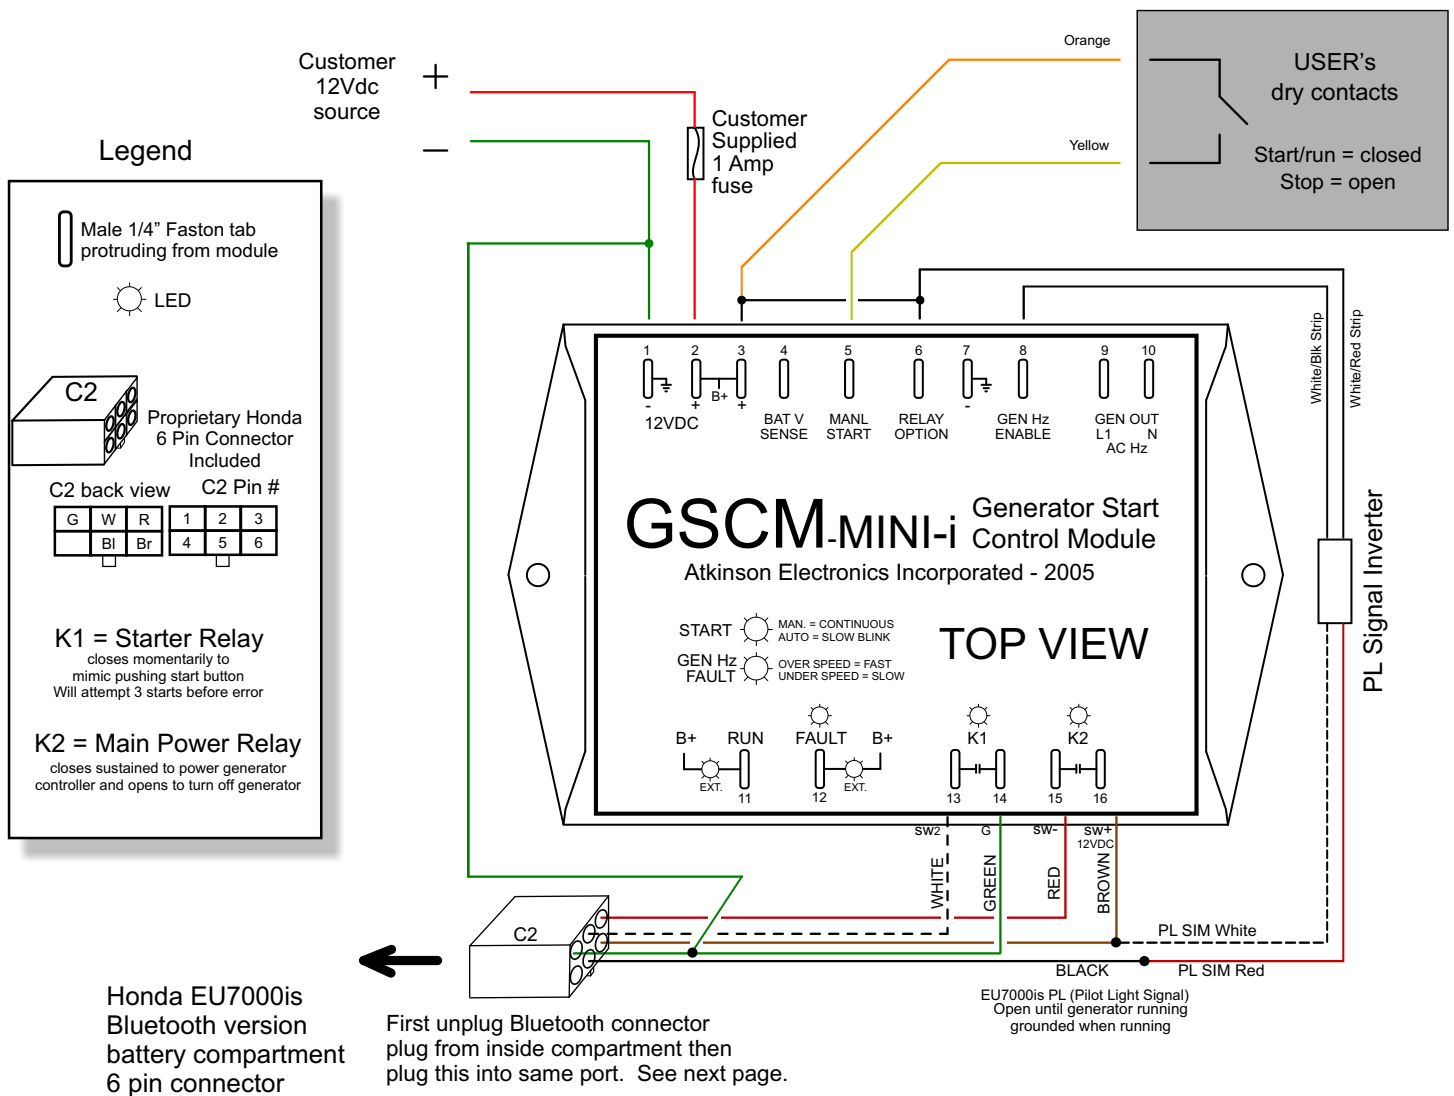 Customer
12Vdc
source
+
–
Customer
Supplied
1 Amp
fuse
Orange
Yellow
USER's
dry contacts
Start/run = closed
Stop = open
Legend
Male 1/4” Faston tab
protruding from module
LED
C2
Proprietary Honda
6 Pin Connector
Included
C2 back view
C2 Pin #
G W R
Bl Br
1 2 3
4 5 6
K1 = Starter Relay
closes momentarily to
mimic pushing start button
Will attempt 3 starts before error
K2 = Main Power Relay
closes sustained to power generator
controller and opens to turn off generator
1 2 3 4 5 6 7 8 9 10
- + B+ + -
12VDC
BAT V
SENSE
MANL
START
RELAY
OPTION
GEN Hz
ENABLE
GEN OUT
L1 N
AC Hz
GSCM-MINI-i
Generator Start
Control Module
Atkinson Electronics Incorporated - 2005
START
MAN. = CONTINUOUS
AUTO = SLOW BLINK
GEN Hz
FAULT
OVER SPEED = FAST
UNDER SPEED = SLOW
TOP VIEW
B+ RUN
EXT.
11
FAULT B+
12
EXT.
K1
13 14
K2
15 16
SW2
G
SW-
SW+
12VDC
WHITE
GREEN
RED
BROWN
White/Blk Strip
White/Red Strip
PL Signal Inverter
PL SIM White
BLACK
PL SIM Red
EU7000is PL (Pilot Light Signal)
Open until generator running
grounded when running
C2
Honda EU7000is
Bluetooth version
battery compartment
6 pin connector
First unplug Bluetooth connector
plug from inside compartment then
plug this into same port.  See next page.